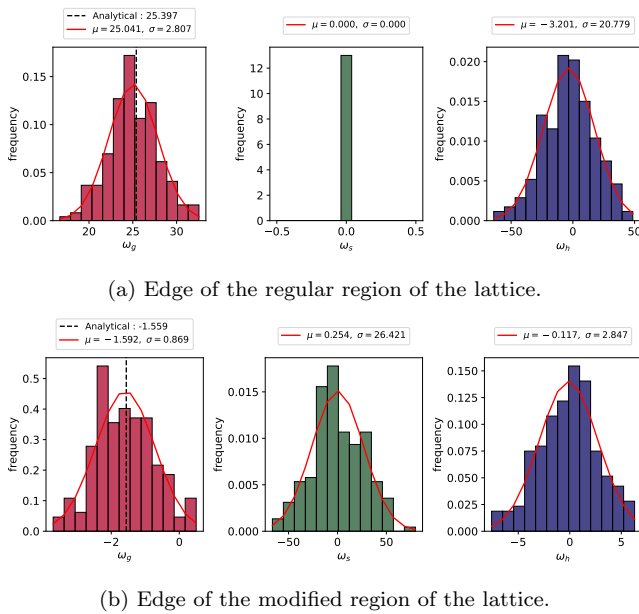 Analytical : 25.397
μ = 25.041, σ = 2.807
μ = 0.000, σ = 0.000
μ = −3.201, σ = 20.779
frequency
0.15
0.10
0.05
0.00
20 25 30
ω_g
frequency
12
10
8
6
4
2
0
−0.5 0.0 0.5
ω_s
frequency
0.020
0.015
0.010
0.005
0.000
−50 0 50
ω_h
(a) Edge of the regular region of the lattice.
Analytical : -1.559
μ = −1.592, σ = 0.869
μ = 0.254, σ = 26.421
μ = −0.117, σ = 2.847
frequency
0.5
0.4
0.3
0.2
0.1
0.0
−2 0
ω_g
frequency
0.015
0.010
0.005
0.000
−50 0 50
ω_s
frequency
0.150
0.125
0.100
0.075
0.050
0.025
0.000
−5 0 5
ω_h
(b) Edge of the modified region of the lattice.